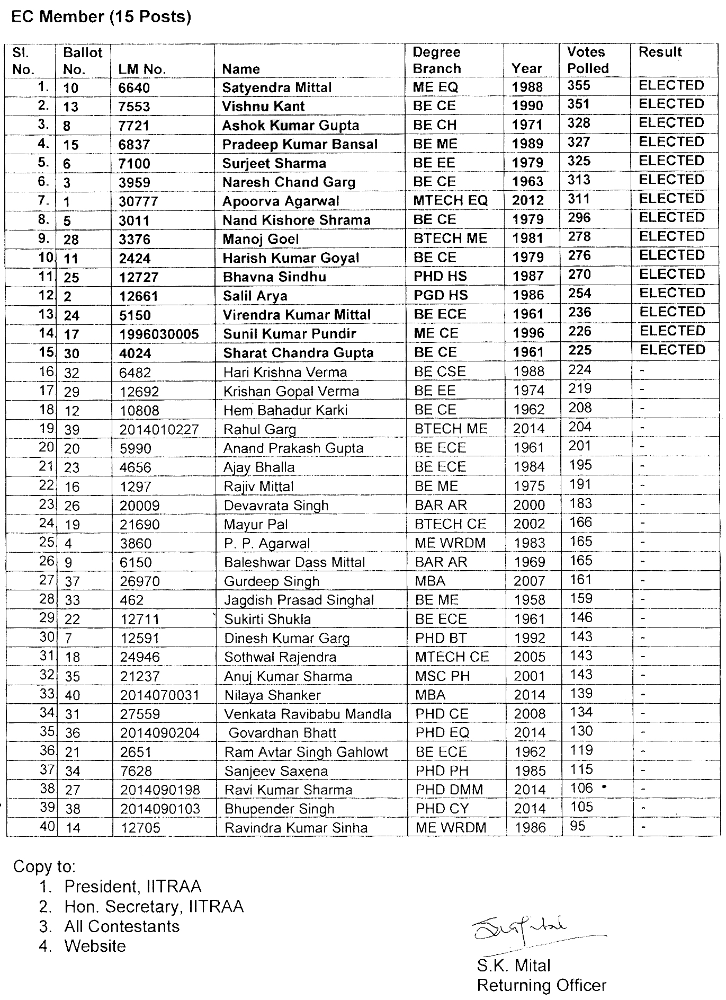 EC Member (15 Posts)
Sl. No. Ballot No. LM No. Name Degree Branch Year Votes Polled Result
1. 10 6640 Satyendra Mittal ME EQ 1988 355 ELECTED
2. 13 7553 Vishnu Kant BE CE 1990 351 ELECTED
3. 8 7721 Ashok Kumar Gupta BE CH 1971 328 ELECTED
4. 15 6837 Pradeep Kumar Bansal BE ME 1989 327 ELECTED
5. 6 7100 Surjeet Sharma BE EE 1979 325 ELECTED
6. 3 3959 Naresh Chand Garg BE CE 1963 313 ELECTED
7. 1 30777 Apoorva Agarwal MTECH EQ 2012 311 ELECTED
8. 5 3011 Nand Kishore Shrama BE CE 1979 296 ELECTED
9. 28 3376 Manoj Goel BTECH ME 1981 278 ELECTED
10 11 2424 Harish Kumar Goyal BE CE 1979 276 ELECTED
11 25 12727 Bhavna Sindhu PHD HS 1987 270 ELECTED
12 2 12661 Salil Arya PGD HS 1986 254 ELECTED
13 24 5150 Virendra Kumar Mittal BE ECE 1961 236 ELECTED
14 17 1996030005 Sunil Kumar Pundir ME CE 1996 226 ELECTED
15 30 4024 Sharat Chandra Gupta BE CE 1961 225 ELECTED
16 32 6482 Hari Krishna Verma BE CSE 1988 224 -
17 29 12692 Krishan Gopal Verma BE EE 1974 219 -
18 12 10808 Hem Bahadur Karki BE CE 1962 208 -
19 39 2014010227 Rahul Garg BTECH ME 2014 204 -
20 20 5990 Anand Prakash Gupta BE ECE 1961 201 -
21 23 4656 Ajay Bhalla BE ECE 1984 195 -
22 16 1297 Rajiv Mittal BE ME 1975 191 -
23 26 20009 Devavrata Singh BAR AR 2000 183 -
24 19 21690 Mayur Pal BTECH CE 2002 166 -
25 4 3860 P. P. Agarwal ME WRDM 1983 165 -
26 9 6150 Baleshwar Dass Mittal BAR AR 1969 165 -
27 37 26970 Gurdeep Singh MBA 2007 161 -
28 33 462 Jagdish Prasad Singhal BE ME 1958 159 -
29 22 12711 Sukirti Shukla BE ECE 1961 146 -
30 7 12591 Dinesh Kumar Garg PHD BT 1992 143 -
31 18 24946 Sothwal Rajendra MTECH CE 2005 143 -
32 35 21237 Anuj Kumar Sharma MSC PH 2001 143 -
33 40 2014070031 Nilaya Shanker MBA 2014 139 -
34 31 27559 Venkata Ravibabu Mandla PHD CE 2008 134 -
35 36 2014090204 Govardhan Bhatt PHD EQ 2014 130 -
36 21 2651 Ram Avtar Singh Gahlowt BE ECE 1962 119 -
37 34 7628 Sanjeev Saxena PHD PH 1985 115 -
38 27 2014090198 Ravi Kumar Sharma PHD DMM 2014 106 -
39 38 2014090103 Bhupender Singh PHD CY 2014 105 -
40 14 12705 Ravindra Kumar Sinha ME WRDM 1986 95 -
Copy to:
1. President, IITRAA
2. Hon. Secretary, IITRAA
3. All Contestants
4. Website
S.K. Mital
Returning Officer